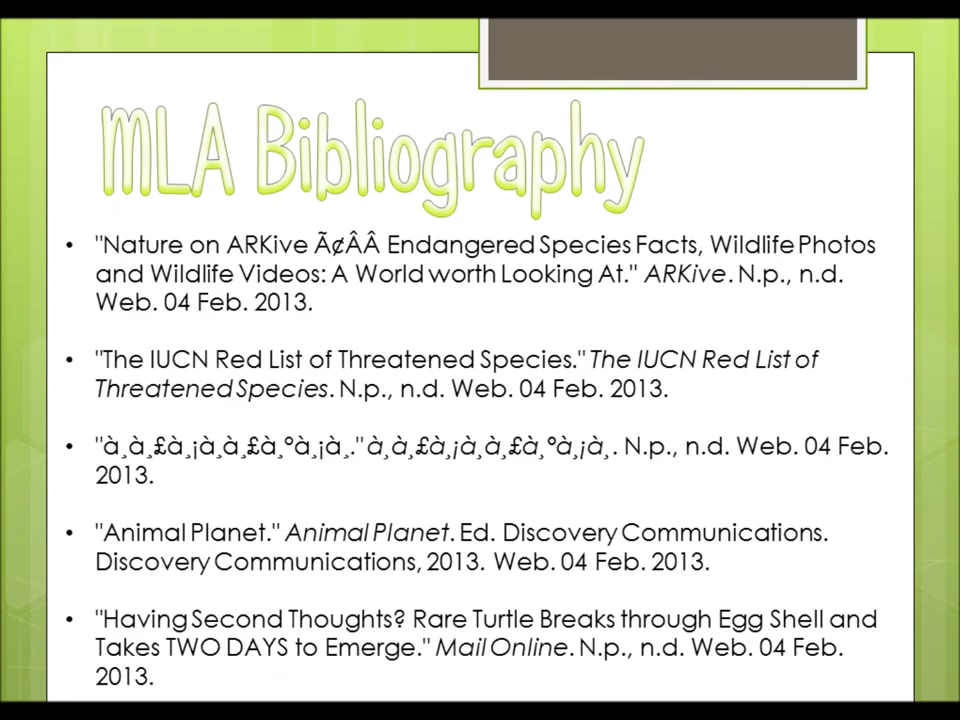 MLA Bibliography
• "Nature on ARKive Ã¢ÂÂ Endangered Species Facts, Wildlife Photos
and Wildlife Videos: A World worth Looking At." ARKive. N.p., n.d.
Web. 04 Feb. 2013.
• "The IUCN Red List of Threatened Species." The IUCN Red List of
Threatened Species. N.p., n.d. Web. 04 Feb. 2013.
• "à¸à¸£à¸¡à¸à¸£à¸°à¸¡à¸." à¸à¸£à¸¡à¸à¸£à¸°à¸¡à¸. N.p., n.d. Web. 04 Feb.
2013.
• "Animal Planet." Animal Planet. Ed. Discovery Communications.
Discovery Communications, 2013. Web. 04 Feb. 2013.
• "Having Second Thoughts? Rare Turtle Breaks through Egg Shell and
Takes TWO DAYS to Emerge." Mail Online. N.p., n.d. Web. 04 Feb.
2013.